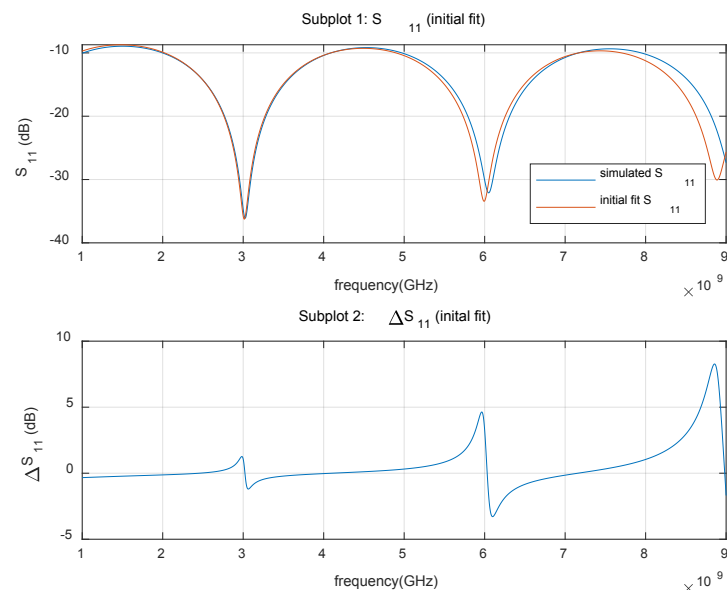 Subplot 1: S 11 (initial fit)
-10
-20
-30
-40
S 11 (dB)
simulated S 11
initial fit S 11
1 2 3 4 5 6 7 8 9
frequency(GHz)
× 10 9
Subplot 2: ΔS 11 (inital fit)
10
5
0
-5
Δ S 11 (dB)
1 2 3 4 5 6 7 8 9
frequency(GHz)
× 10 9